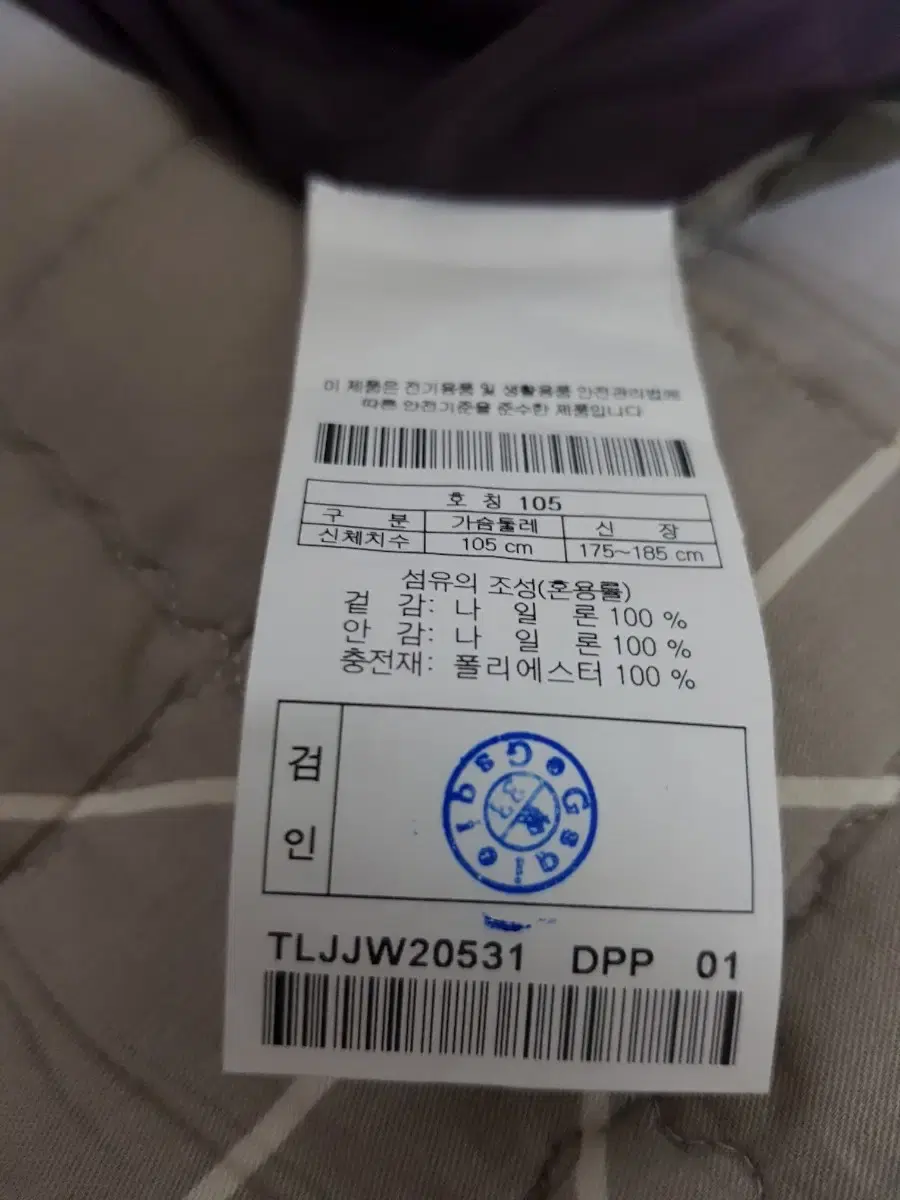 이 제품은 전기용품 및 생활용품 안전관리법에
따른 안전기준을 준수한 제품입니다
호 칭 105
구 분 가슴둘레 신 장
신체치수 105 cm 175~185 cm
섬유의 조성(혼용률)
겉 감: 나 일 론 100 %
안 감: 나 일 론 100 %
충전재: 폴리에스터 100 %
검
인
TLJJW20531 DPP 01